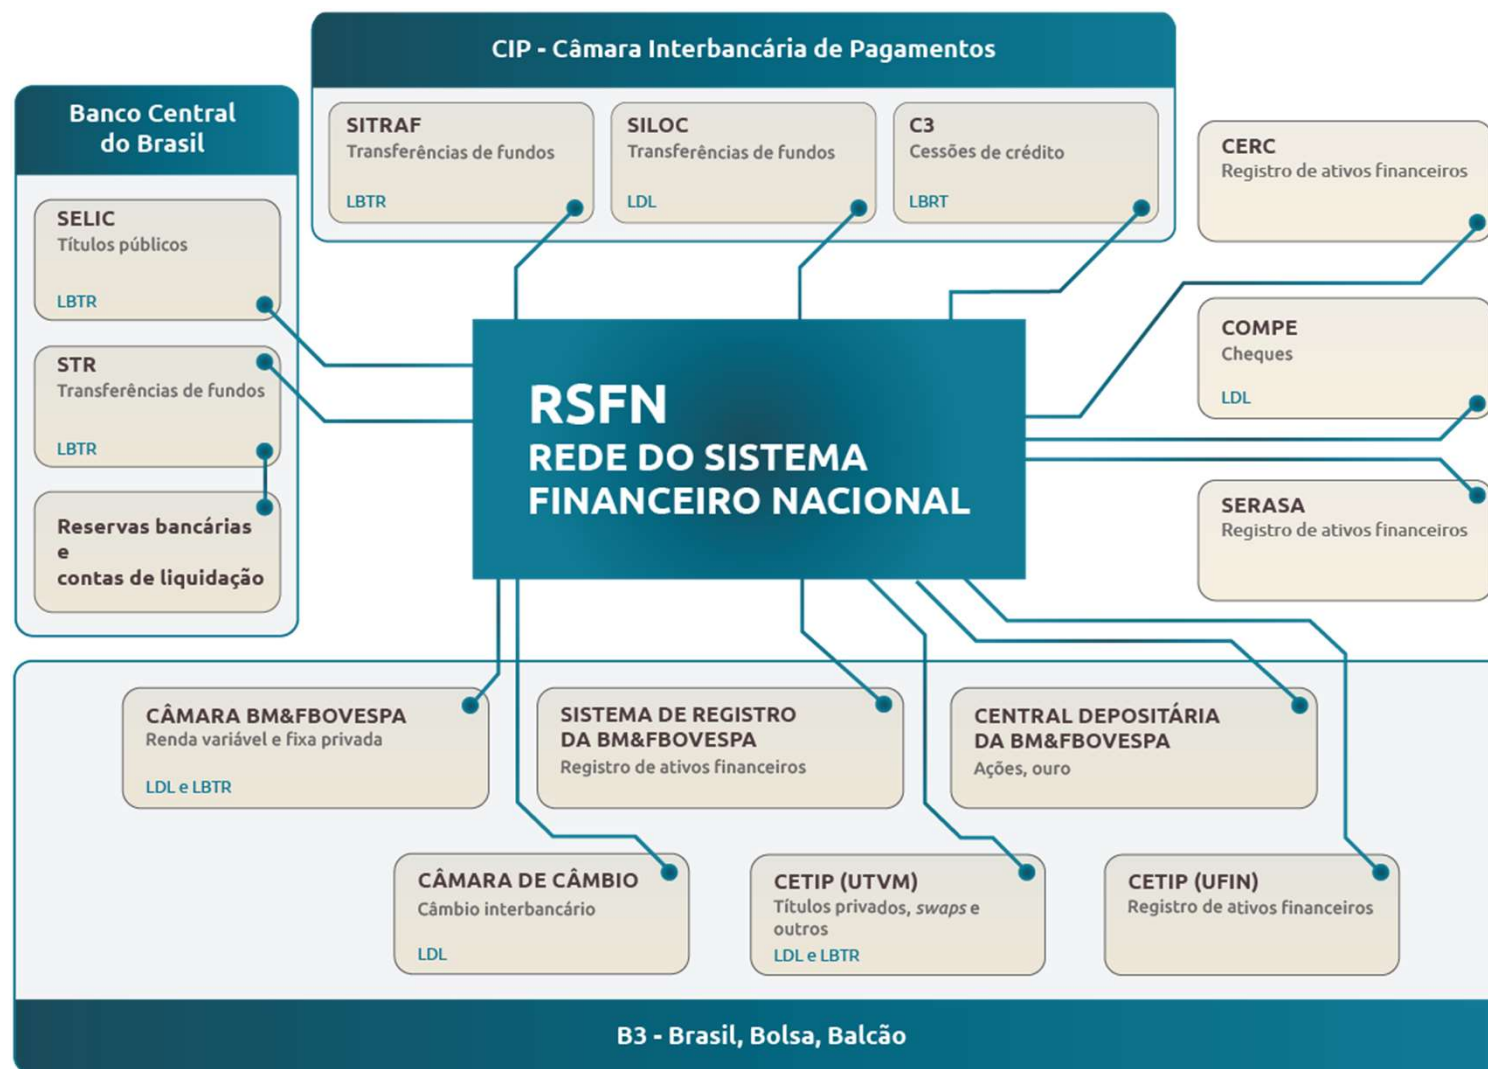 CIP - Câmara Interbancária de Pagamentos
Banco Central
do Brasil
SITRAF
Transferências de fundos
LBTR
SILOC
Transferências de fundos
LDL
C3
Cessões de crédito
LBRT
CERC
Registro de ativos financeiros
SELIC
Títulos públicos
LBTR
STR
Transferências de fundos
LBTR
Reservas bancárias
e
contas de liquidação
RSFN
REDE DO SISTEMA
FINANCEIRO NACIONAL
COMPE
Cheques
LDL
SERASA
Registro de ativos financeiros
CÂMARA BM&FBOVESPA
Renda variável e fixa privada
LDL e LBTR
SISTEMA DE REGISTRO
DA BM&FBOVESPA
Registro de ativos financeiros
CENTRAL DEPOSITÁRIA
DA BM&FBOVESPA
Ações, ouro
CÂMARA DE CÂMBIO
Câmbio interbancário
LDL
CETIP (UTVM)
Títulos privados, swaps e
outros
LDL e LBTR
CETIP (UFIN)
Registro de ativos financeiros
B3 - Brasil, Bolsa, Balcão